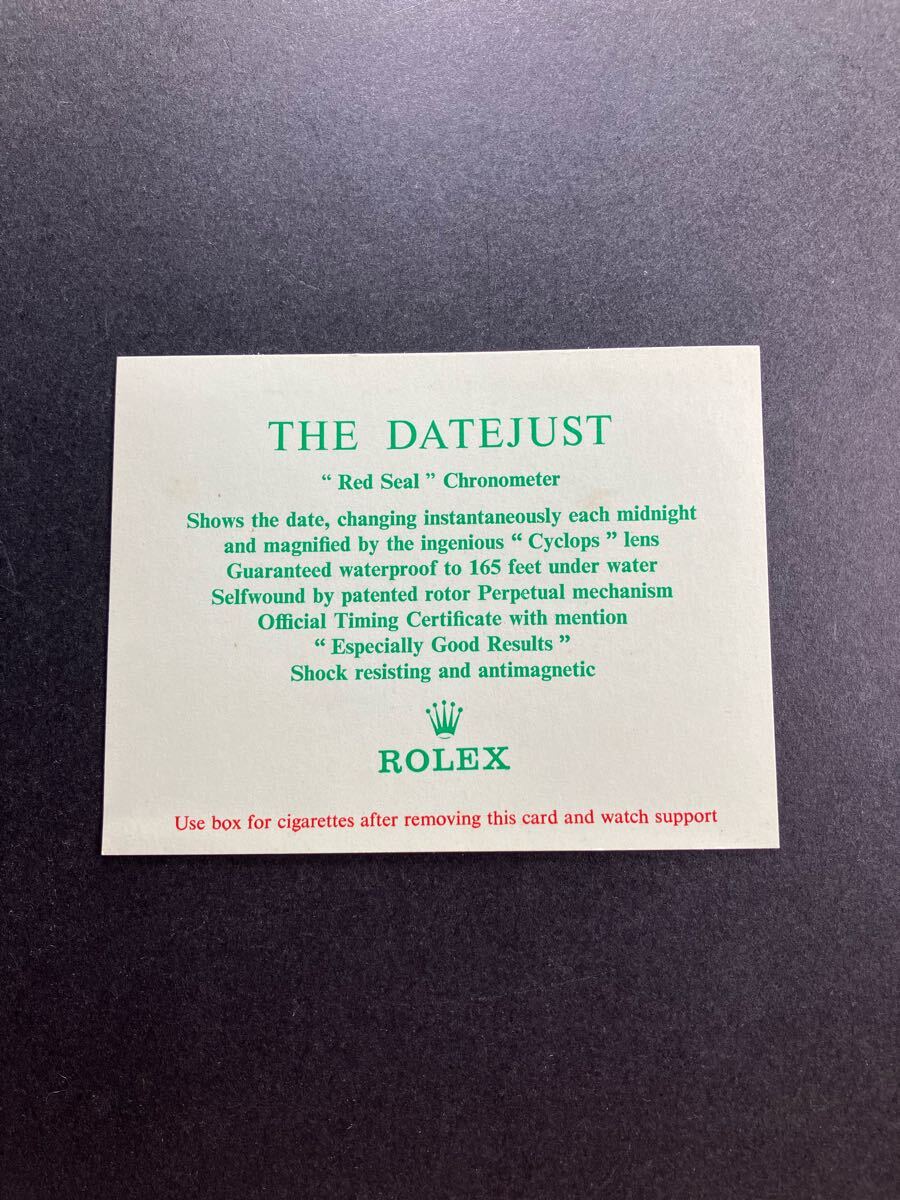 THE DATEJUST
“ Red Seal ” Chronometer
Shows the date, changing instantaneously each midnight
and magnified by the ingenious “ Cyclops ” lens
Guaranteed waterproof to 165 feet under water
Selfwound by patented rotor Perpetual mechanism
Official Timing Certificate with mention
“ Especially Good Results ”
Shock resisting and antimagnetic
ROLEX
Use box for cigarettes after removing this card and watch support